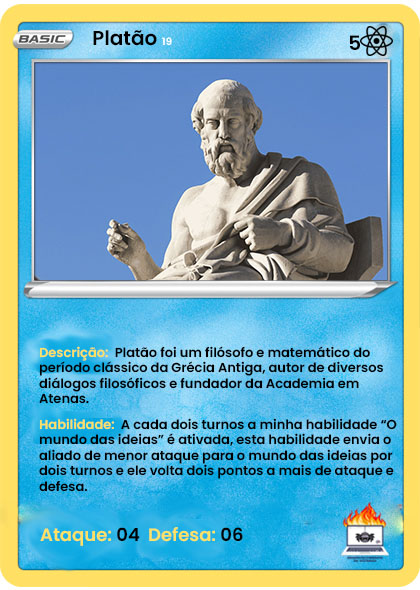 BASIC Platão 19 5
Descrição: Platão foi um filósofo e matemático do
período clássico da Grécia Antiga, autor de diversos
diálogos filosóficos e fundador da Academia em
Atenas.
Habilidade: A cada dois turnos a minha habilidade “O
mundo das ideias” é ativada, esta habilidade envia o
aliado de menor ataque para o mundo das ideias por
dois turnos e ele volta dois pontos a mais de ataque e
defesa.
Ataque: 04 Defesa: 06